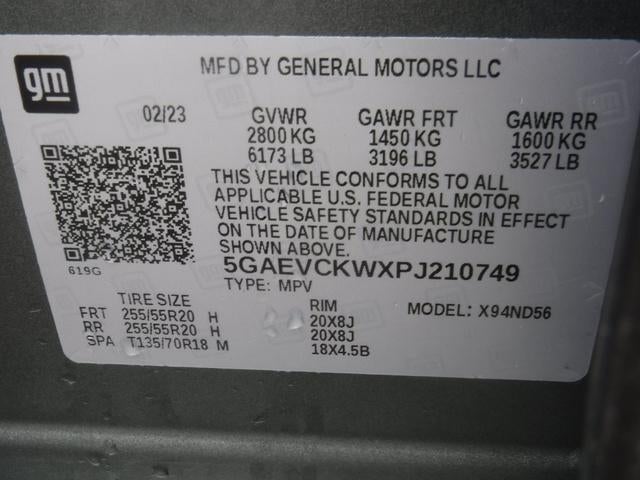 gm
MFD BY GENERAL MOTORS LLC
02/23 GVWR GAWR FRT GAWR RR
2800 KG 1450 KG 1600 KG
6173 LB 3196 LB 3527 LB
THIS VEHICLE CONFORMS TO ALL
APPLICABLE U.S. FEDERAL MOTOR
VEHICLE SAFETY STANDARDS IN EFFECT
ON THE DATE OF MANUFACTURE
SHOWN ABOVE.
619G
5GAEVCKWXPJ210749
TYPE: MPV
TIRE SIZE RIM MODEL: X94ND56
FRT 255/55R20 H 20X8J
RR 255/55R20 H 20X8J
SPA T135/70R18 M 18X4.5B